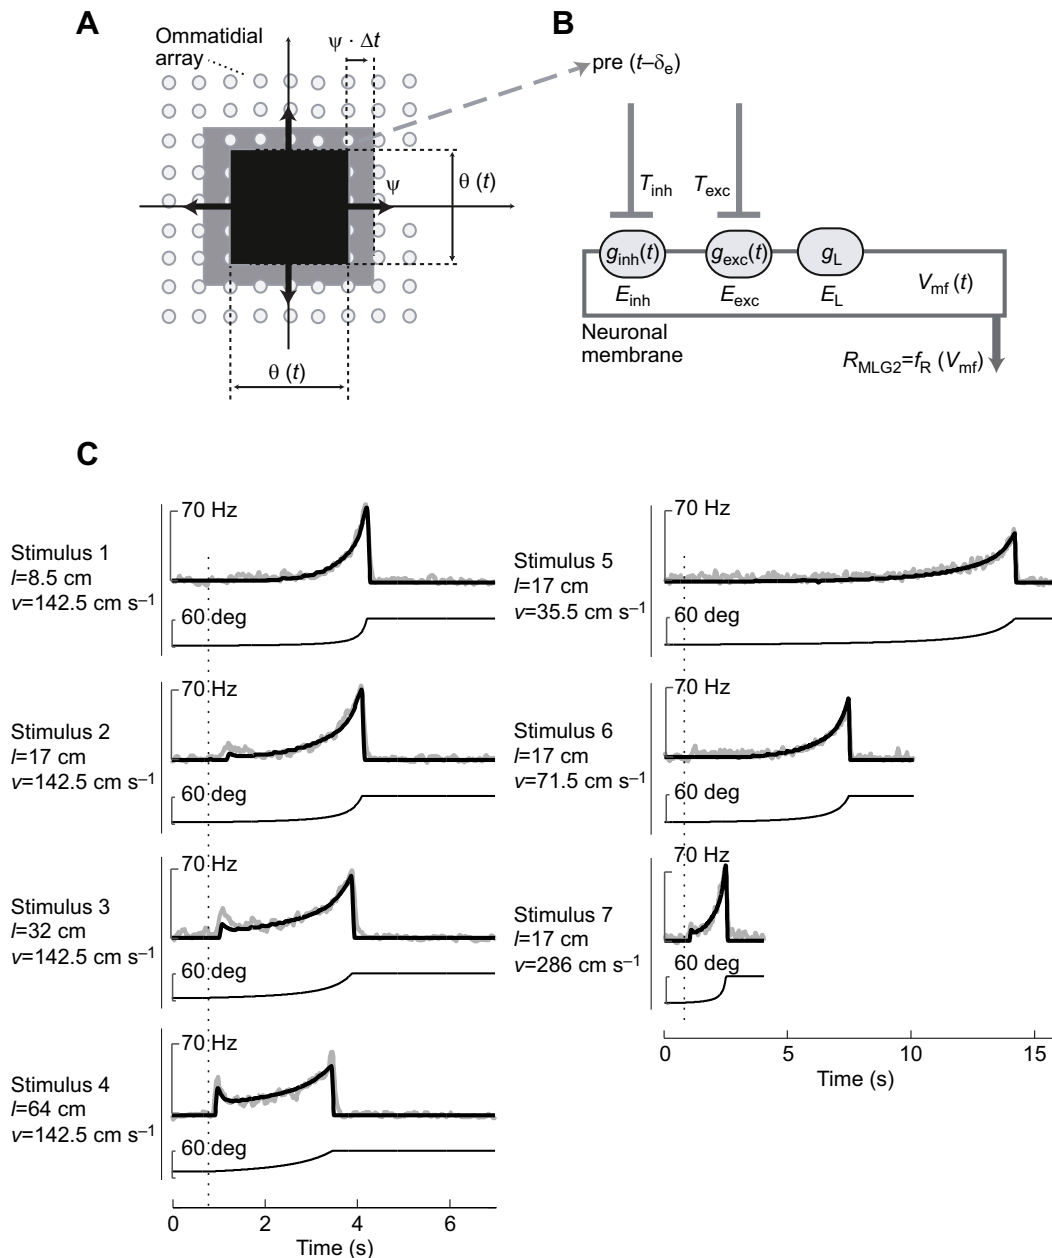 A
Ommatidial
array
ψ · Δt
ψ
θ (t)
θ (t)
B
pre (t–δe)
Tinh
Texc
ginh(t)
gexc(t)
gL
Einh
Eexc
EL
Vmf (t)
Neuronal
membrane
RMLG2=fR (Vmf)
C
Stimulus 1
l=8.5 cm
v=142.5 cm s–1
70 Hz
60 deg
Stimulus 2
l=17 cm
v=142.5 cm s–1
70 Hz
60 deg
Stimulus 3
l=32 cm
v=142.5 cm s–1
70 Hz
60 deg
Stimulus 4
l=64 cm
v=142.5 cm s–1
70 Hz
60 deg
0 2 4 6
Time (s)
Stimulus 5
l=17 cm
v=35.5 cm s–1
70 Hz
60 deg
Stimulus 6
l=17 cm
v=71.5 cm s–1
70 Hz
60 deg
Stimulus 7
l=17 cm
v=286 cm s–1
70 Hz
60 deg
0 5 10 15
Time (s)